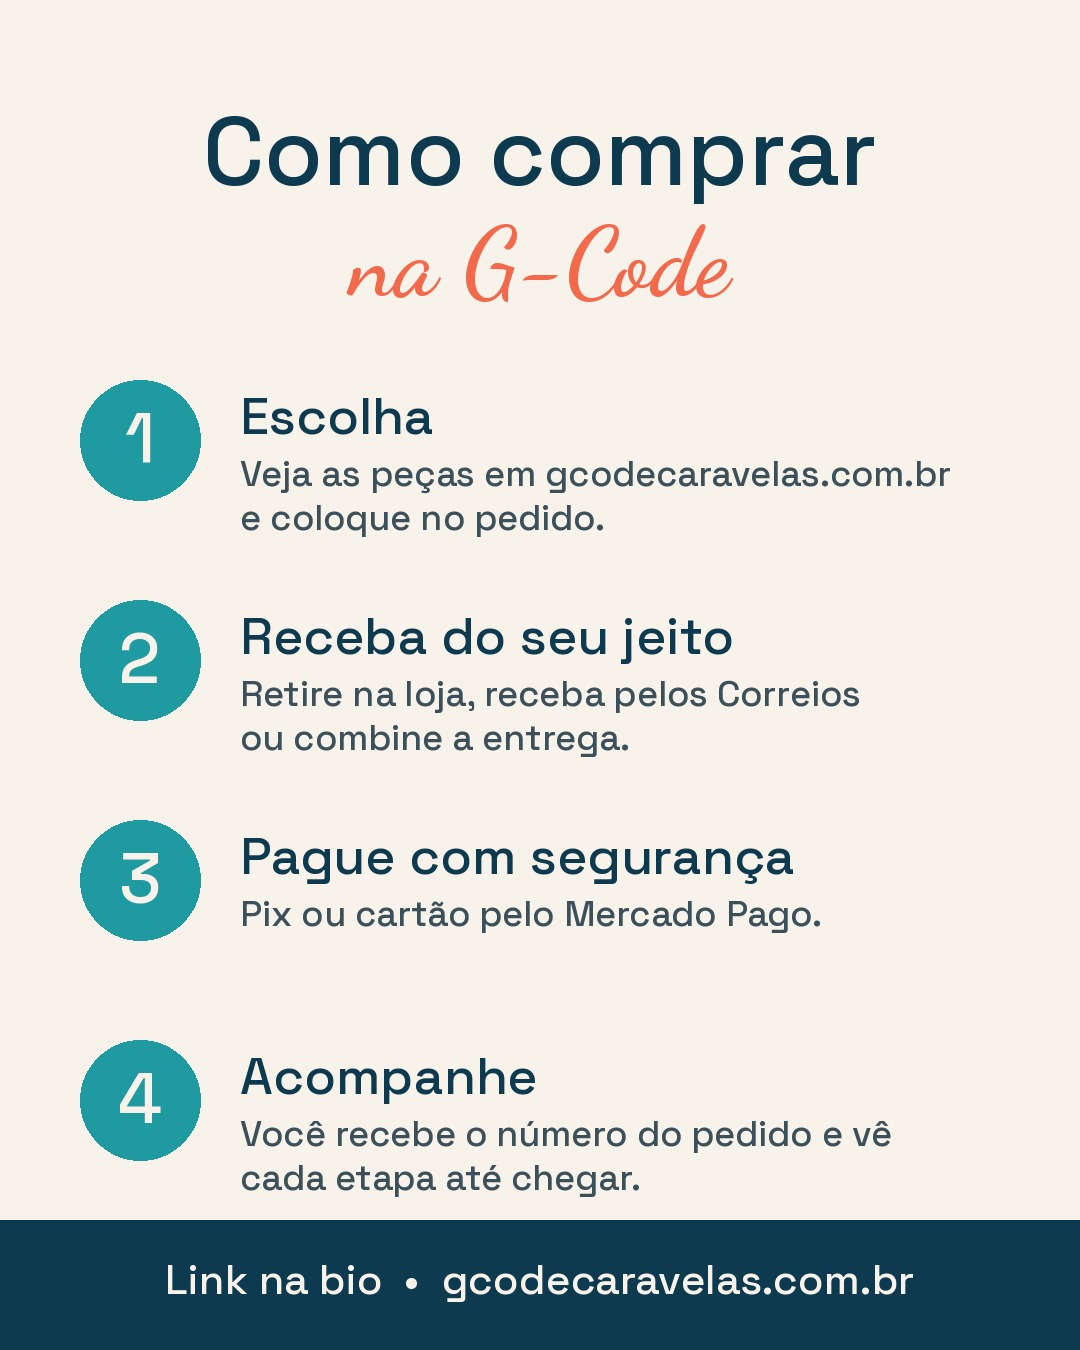 Como comprar
na G-Code
1
Escolha
Veja as peças em gcodecaravelas.com.br
e coloque no pedido.
2
Receba do seu jeito
Retire na loja, receba pelos Correios
ou combine a entrega.
3
Pague com segurança
Pix ou cartão pelo Mercado Pago.
4
Acompanhe
Você recebe o número do pedido e vê
cada etapa até chegar.
Link na bio • gcodecaravelas.com.br